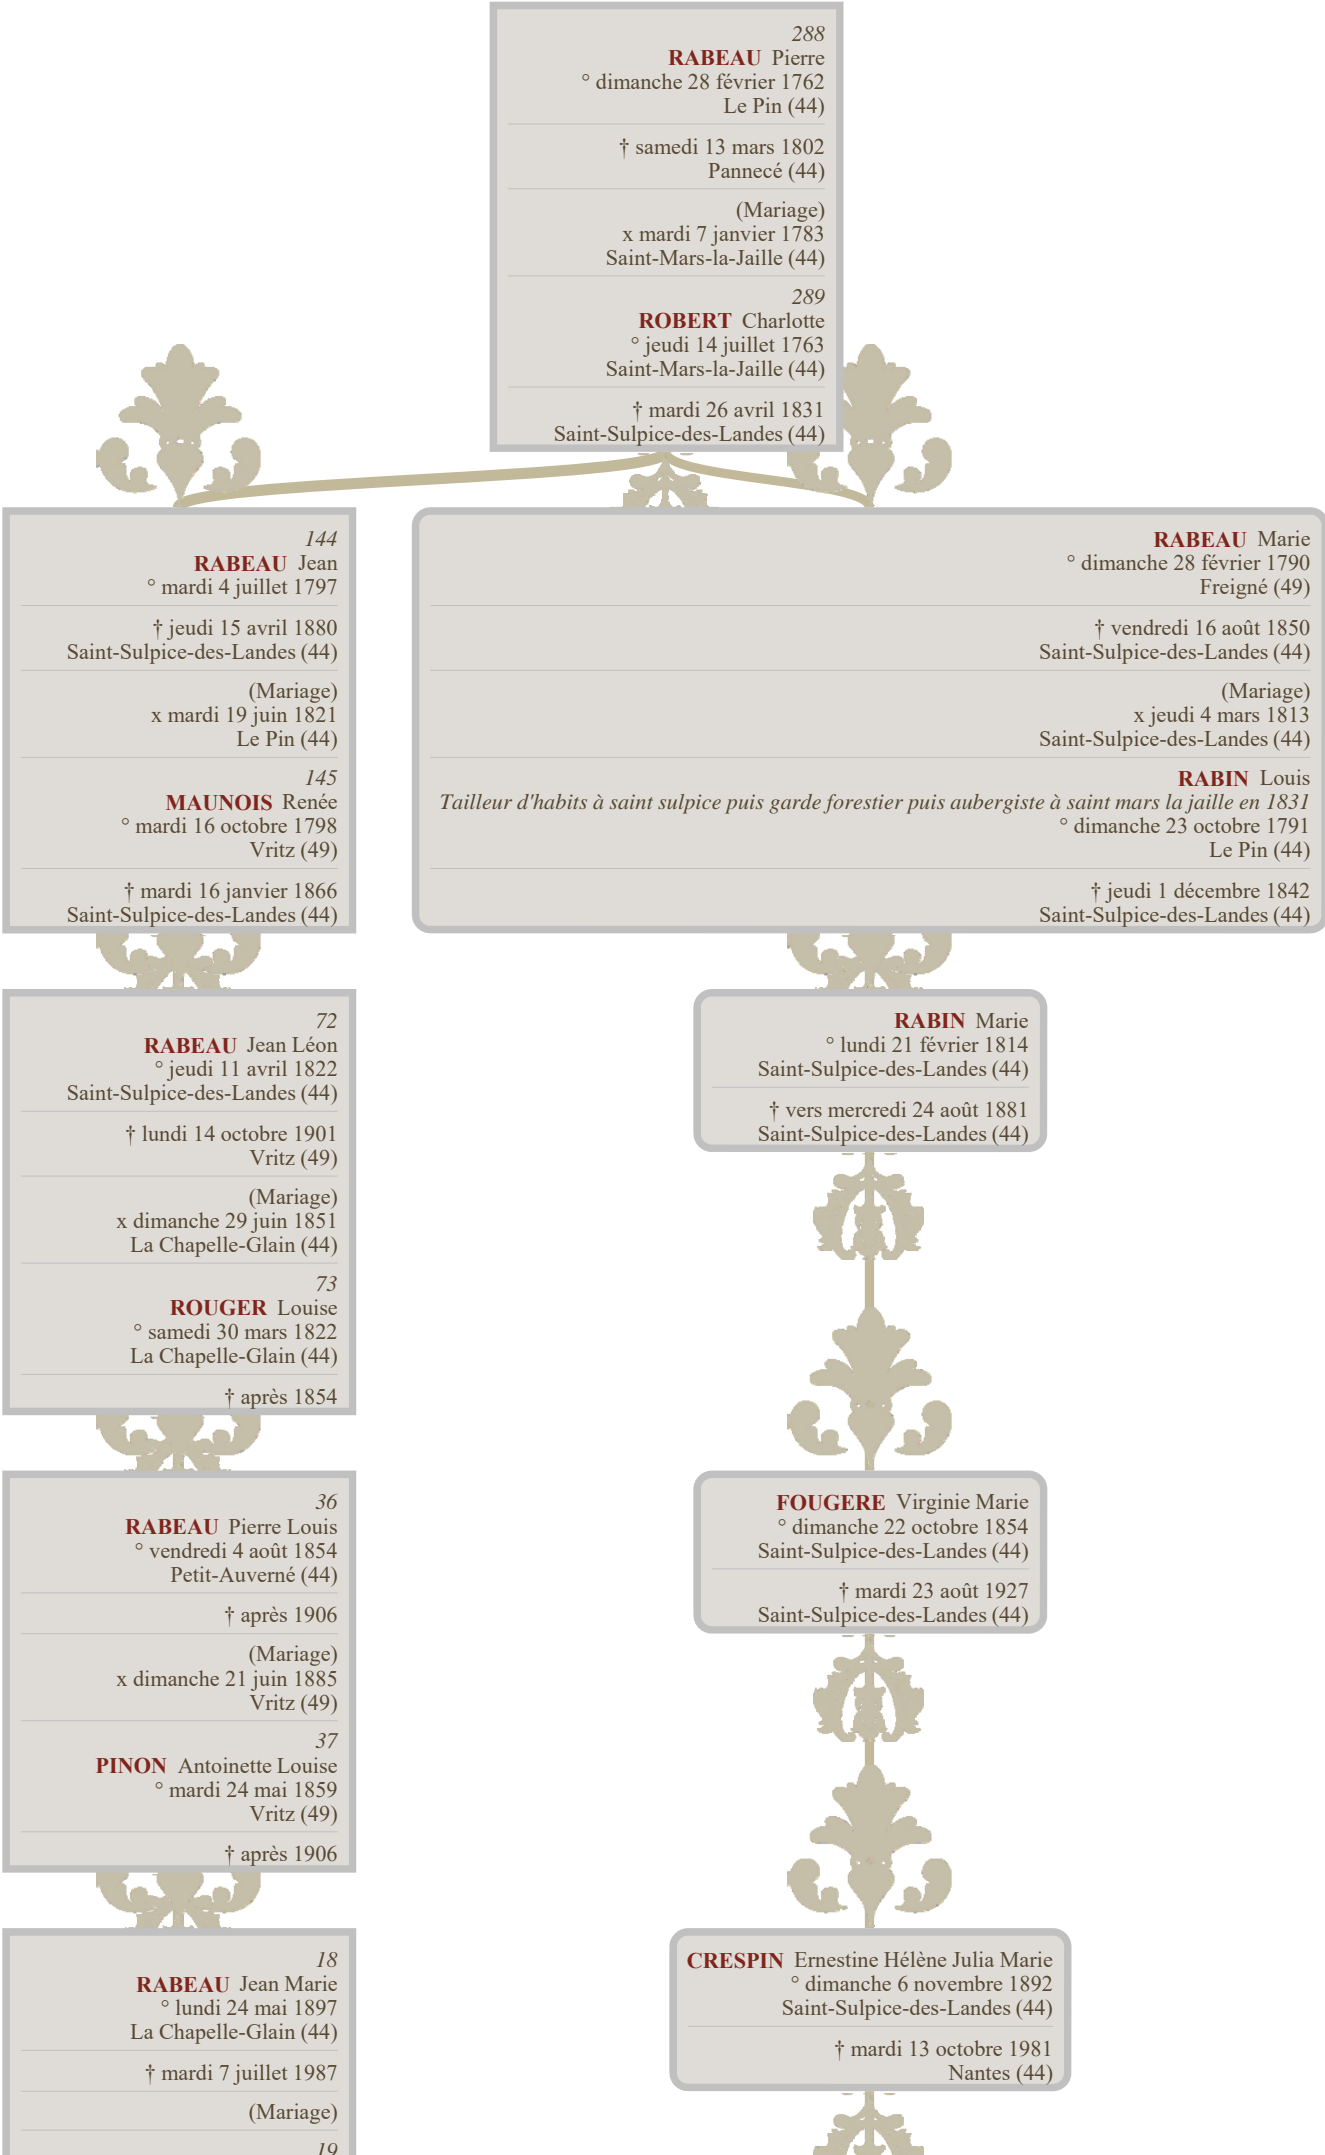 288
RABEAU Pierre
° dimanche 28 février 1762
Le Pin (44)
† samedi 13 mars 1802
Pannecé (44)
(Mariage)
x mardi 7 janvier 1783
Saint-Mars-la-Jaille (44)
289
ROBERT Charlotte
° jeudi 14 juillet 1763
Saint-Mars-la-Jaille (44)
† mardi 26 avril 1831
Saint-Sulpice-des-Landes (44)
144
RABEAU Jean
° mardi 4 juillet 1797
† jeudi 15 avril 1880
Saint-Sulpice-des-Landes (44)
(Mariage)
x mardi 19 juin 1821
Le Pin (44)
145
MAUNOIS Renée
° mardi 16 octobre 1798
Vritz (49)
† mardi 16 janvier 1866
Saint-Sulpice-des-Landes (44)
RABEAU Marie
° dimanche 28 février 1790
Freigné (49)
† vendredi 16 août 1850
Saint-Sulpice-des-Landes (44)
(Mariage)
x jeudi 4 mars 1813
Saint-Sulpice-des-Landes (44)
RABIN Louis
Tailleur d'habits à saint sulpice puis garde forestier puis aubergiste à saint mars la jaille en 1831
° dimanche 23 octobre 1791
Le Pin (44)
† jeudi 1 décembre 1842
Saint-Sulpice-des-Landes (44)
72
RABEAU Jean Léon
° jeudi 11 avril 1822
Saint-Sulpice-des-Landes (44)
† lundi 14 octobre 1901
Vritz (49)
(Mariage)
x dimanche 29 juin 1851
La Chapelle-Glain (44)
73
ROUGER Louise
° samedi 30 mars 1822
La Chapelle-Glain (44)
† après 1854
RABIN Marie
° lundi 21 février 1814
Saint-Sulpice-des-Landes (44)
† vers mercredi 24 août 1881
Saint-Sulpice-des-Landes (44)
36
RABEAU Pierre Louis
° vendredi 4 août 1854
Petit-Auverné (44)
† après 1906
(Mariage)
x dimanche 21 juin 1885
Vritz (49)
37
PINON Antoinette Louise
° mardi 24 mai 1859
Vritz (49)
† après 1906
FOUGERE Virginie Marie
° dimanche 22 octobre 1854
Saint-Sulpice-des-Landes (44)
† mardi 23 août 1927
Saint-Sulpice-des-Landes (44)
18
RABEAU Jean Marie
° lundi 24 mai 1897
La Chapelle-Glain (44)
† mardi 7 juillet 1987
(Mariage)
19
CRESPIN Ernestine Hélène Julia Marie
° dimanche 6 novembre 1892
Saint-Sulpice-des-Landes (44)
† mardi 13 octobre 1981
Nantes (44)